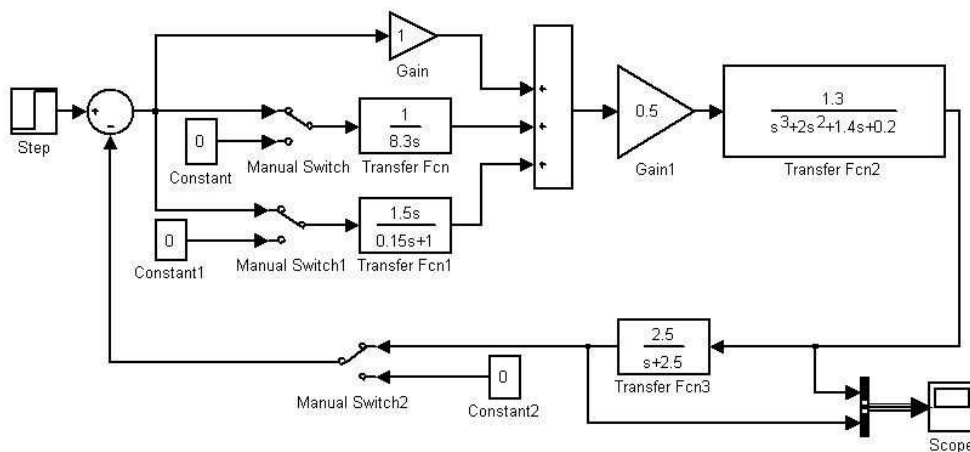 Step
1
Gain
0
Constant
Manual Switch
1
8.3s
Transfer Fcn
0
Constant1
Manual Switch1
1.5s
0.15s+1
Transfer Fcn1
0.5
Gain1
1.3
s3+2s2+1.4s+0.2
Transfer Fcn2
2.5
s+2.5
Transfer Fcn3
Manual Switch2
0
Constant2
Scope